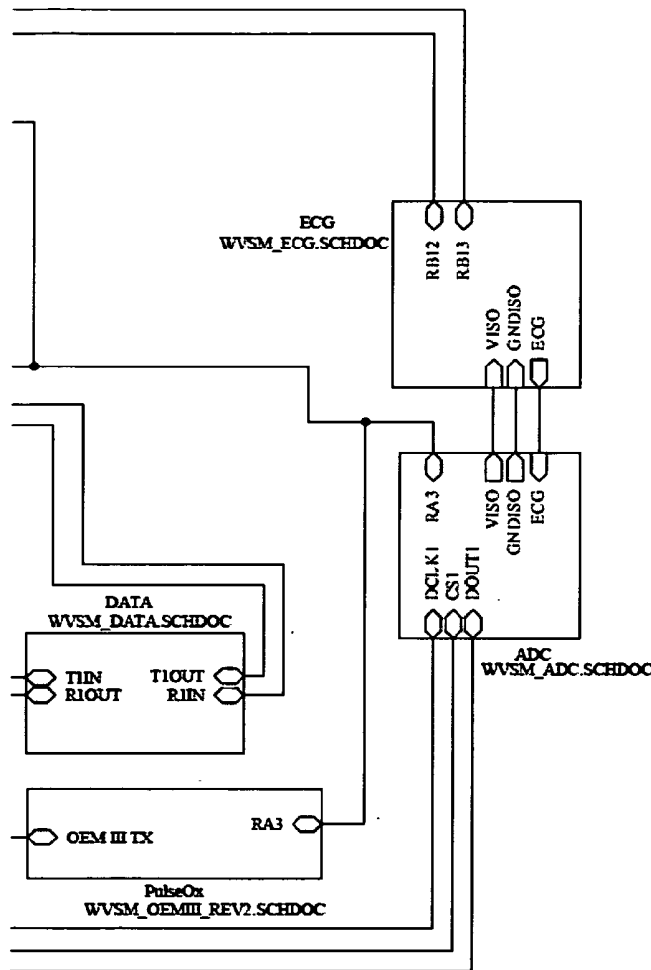 ECG
WVSM_ECG.SCHDOC
RB12
RB13
VISO
GNDISO
ECG
RA3
VISO
GNDISO
ECG
DCLK1
CS1
DOUT1
ADC
WVSM_ADC.SCHDOC
DATA
WVSM_DATA.SCHDOC
T1IN
T1OUT
R1OUT
R1IN
OEM III TX
RA3
PulseOx
WVSM_OEMIII_REV2.SCHDOC